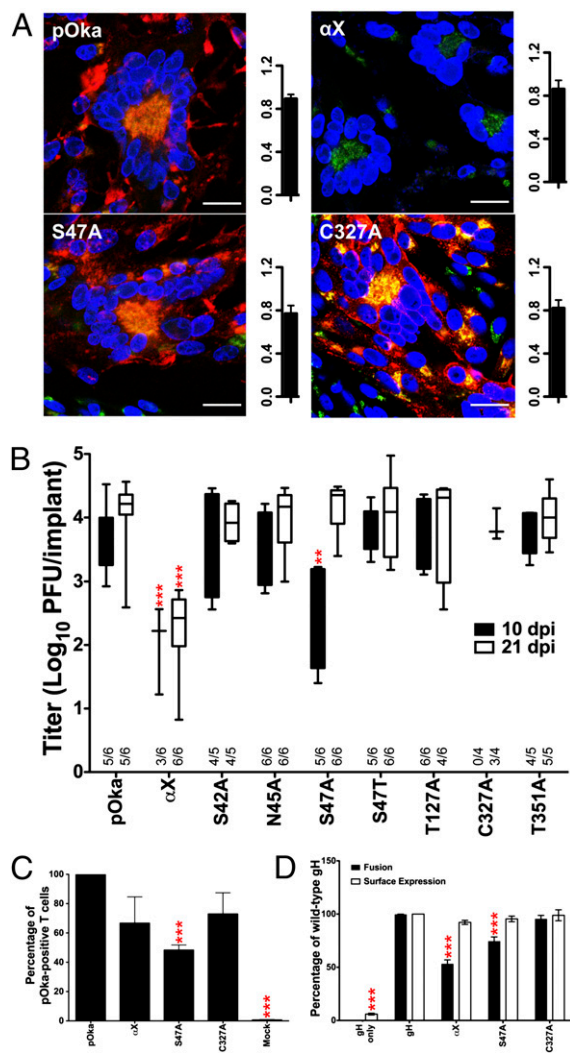 A
pOka
1.2
0.8
0.4
0.0
αX
1.2
0.8
0.4
0.0
S47A
1.2
0.8
0.4
0.0
C327A
1.2
0.8
0.4
0.0
B
Titer (Log10 PFU/implant)
5
4
3
2
1
0
***
***
**
10 dpi
21 dpi
5/6 5/6
3/6 6/6
4/5 4/5
6/6 6/6
5/6 6/6
5/6 6/6
6/6 4/6
0/4 3/4
4/5 5/5
pOka
αX
S42A
N45A
S47A
S47T
T127A
C327A
T351A
C
Percentage of
pOka-positive T cells
100
80
60
40
20
0
***
***
pOka
αX
S47A
C327A
Mock
D
Percentage of wild-type gH
Fusion
Surface Expression
100
50
0
***
***
***
gH
only
gH
αX
S47A
C327A